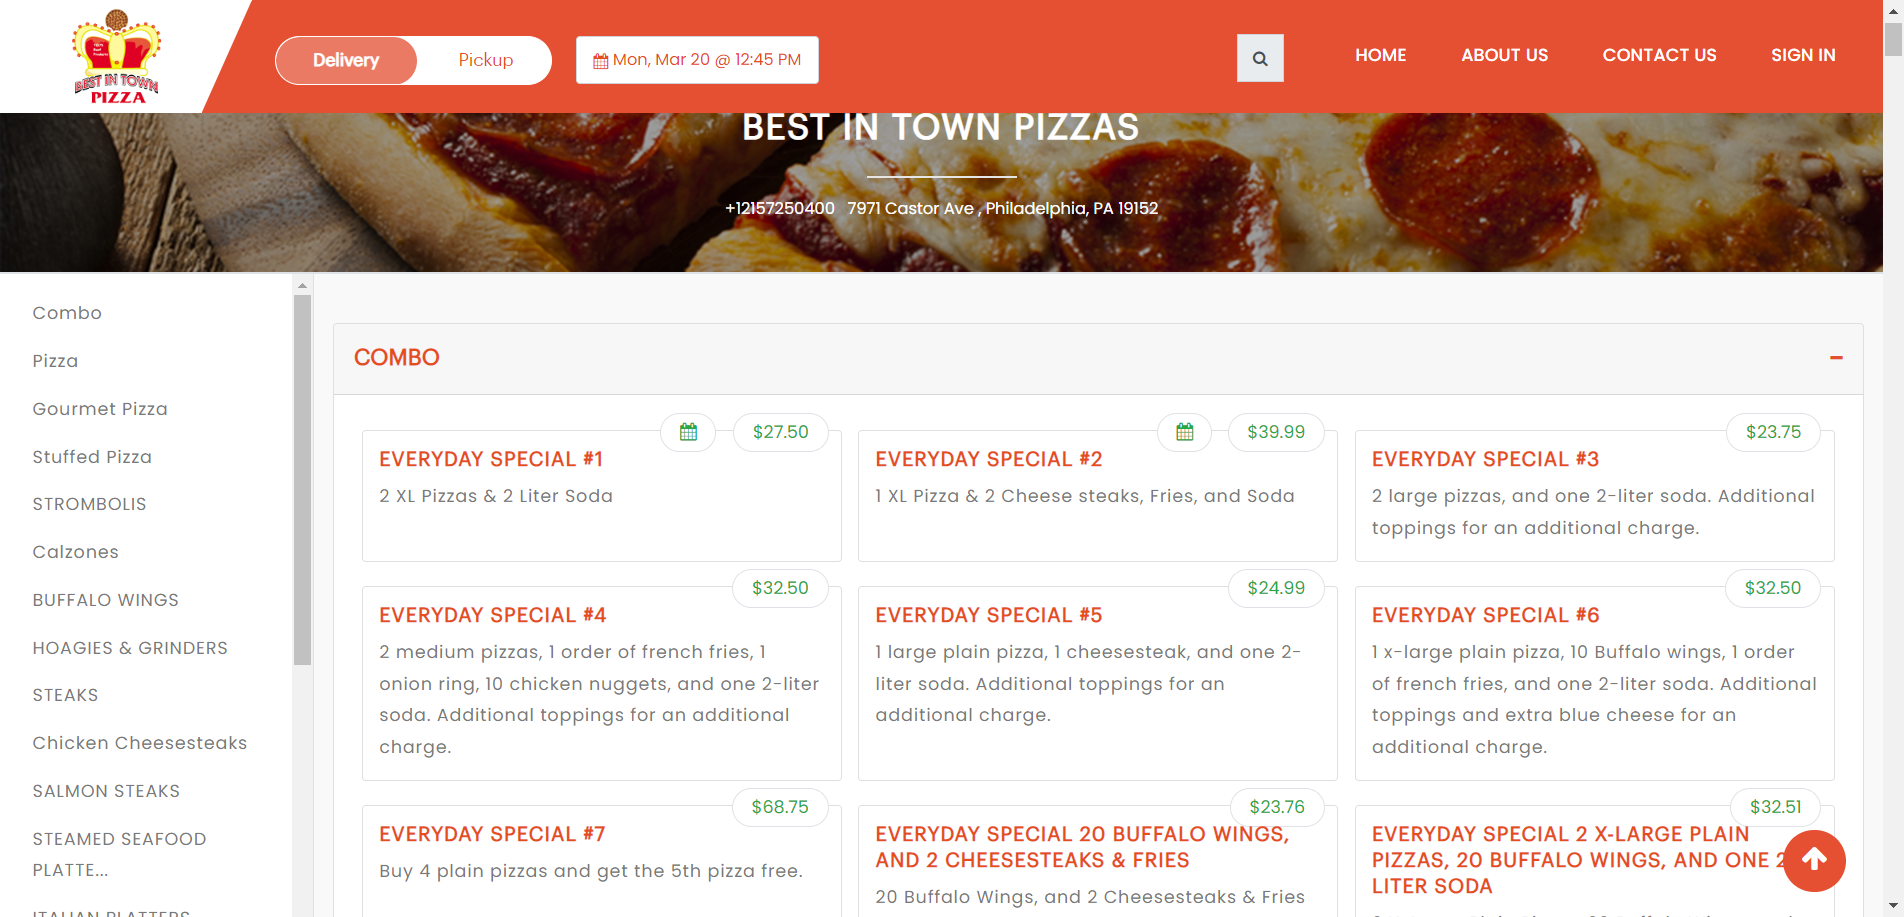 BEST IN TOWN
PIZZA
Delivery
Pickup
Mon, Mar 20 @ 12:45 PM
HOME
ABOUT US
CONTACT US
SIGN IN
BEST IN TOWN PIZZAS
+12157250400 7971 Castor Ave , Philadelphia, PA 19152
Combo
Pizza
Gourmet Pizza
Stuffed Pizza
STROMBOLIS
Calzones
BUFFALO WINGS
HOAGIES & GRINDERS
STEAKS
Chicken Cheesesteaks
SALMON STEAKS
STEAMED SEAFOOD
PLATTE...
ITALIAN PLATTERS
COMBO
$27.50
EVERYDAY SPECIAL #1
2 XL Pizzas & 2 Liter Soda
$39.99
EVERYDAY SPECIAL #2
1 XL Pizza & 2 Cheese steaks, Fries, and Soda
$23.75
EVERYDAY SPECIAL #3
2 large pizzas, and one 2-liter soda. Additional
toppings for an additional charge.
$32.50
EVERYDAY SPECIAL #4
2 medium pizzas, 1 order of french fries, 1
onion ring, 10 chicken nuggets, and one 2-liter
soda. Additional toppings for an additional
charge.
$24.99
EVERYDAY SPECIAL #5
1 large plain pizza, 1 cheesesteak, and one 2-
liter soda. Additional toppings for an
additional charge.
$32.50
EVERYDAY SPECIAL #6
1 x-large plain pizza, 10 Buffalo wings, 1 order
of french fries, and one 2-liter soda. Additional
toppings and extra blue cheese for an
additional charge.
$68.75
EVERYDAY SPECIAL #7
Buy 4 plain pizzas and get the 5th pizza free.
$23.76
EVERYDAY SPECIAL 20 BUFFALO WINGS,
AND 2 CHEESESTEAKS & FRIES
20 Buffalo Wings, and 2 Cheesesteaks & Fries
$32.51
EVERYDAY SPECIAL 2 X-LARGE PLAIN
PIZZAS, 20 BUFFALO WINGS, AND ONE 2
LITER SODA